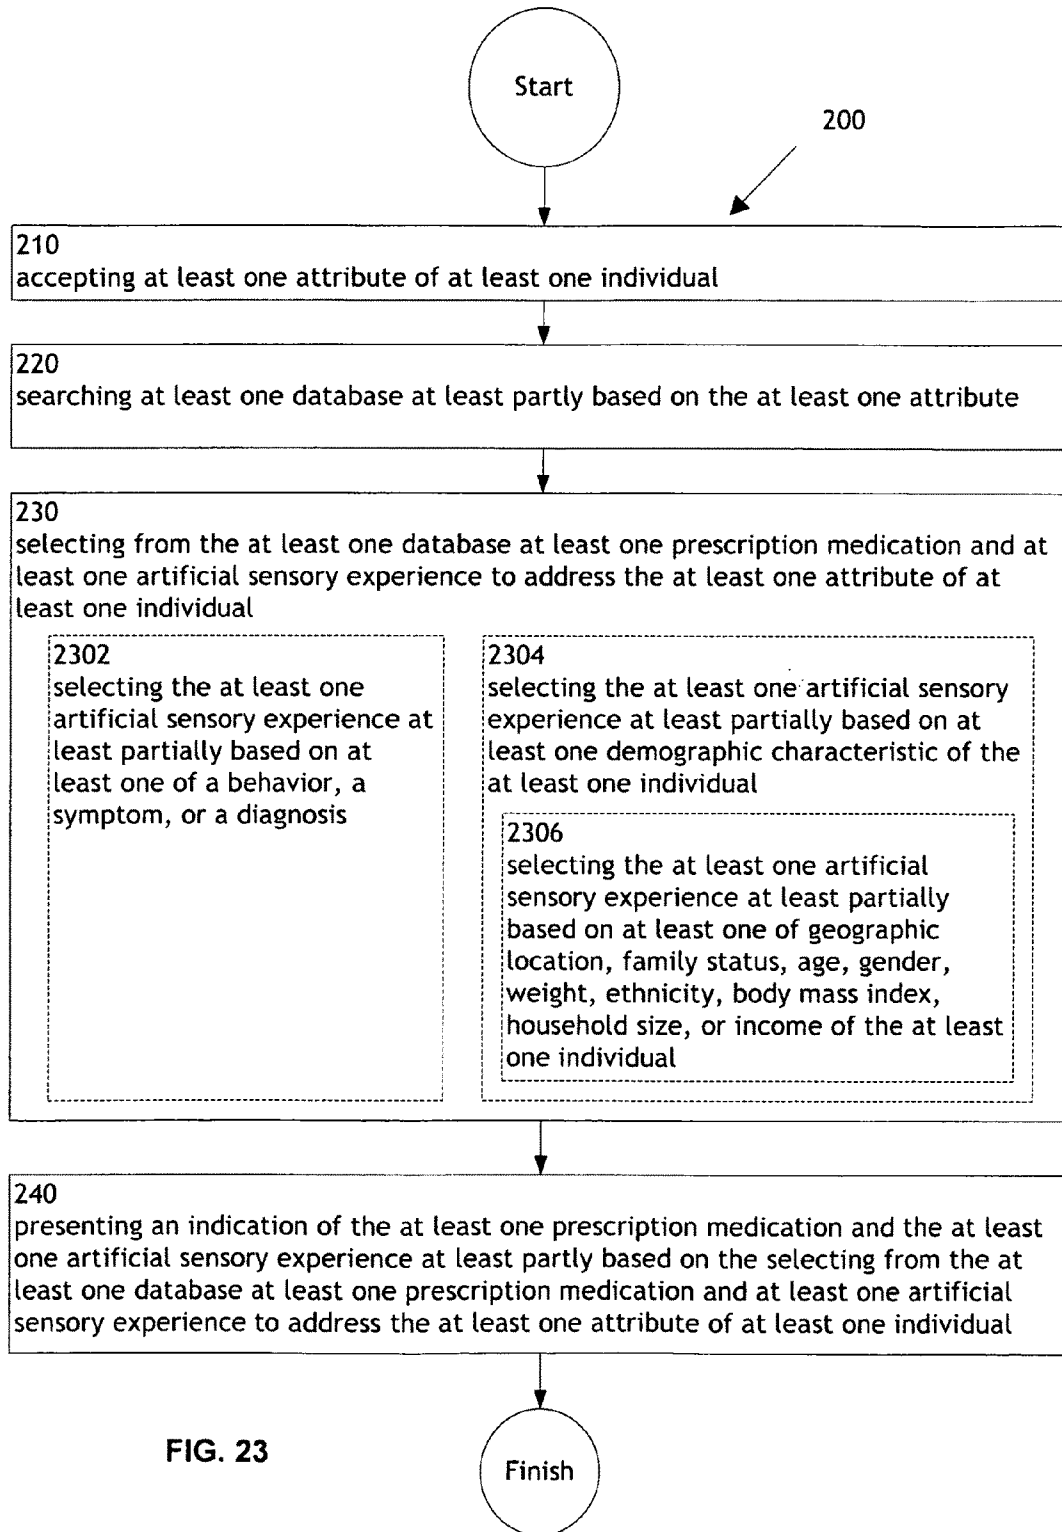 Start
200
210
accepting at least one attribute of at least one individual
220
searching at least one database at least partly based on the at least one attribute
230
selecting from the at least one database at least one prescription medication and at
least one artificial sensory experience to address the at least one attribute of at
least one individual
2302
selecting the at least one
artificial sensory experience at
least partially based on at
least one of a behavior, a
symptom, or a diagnosis
2304
selecting the at least one artificial sensory
experience at least partially based on at
least one demographic characteristic of the
at least one individual
2306
selecting the at least one artificial
sensory experience at least partially
based on at least one of geographic
location, family status, age, gender,
weight, ethnicity, body mass index,
household size, or income of the at least
one individual
240
presenting an indication of the at least one prescription medication and the at least
one artificial sensory experience at least partly based on the selecting from the at
least one database at least one prescription medication and at least one artificial
sensory experience to address the at least one attribute of at least one individual
FIG. 23
Finish